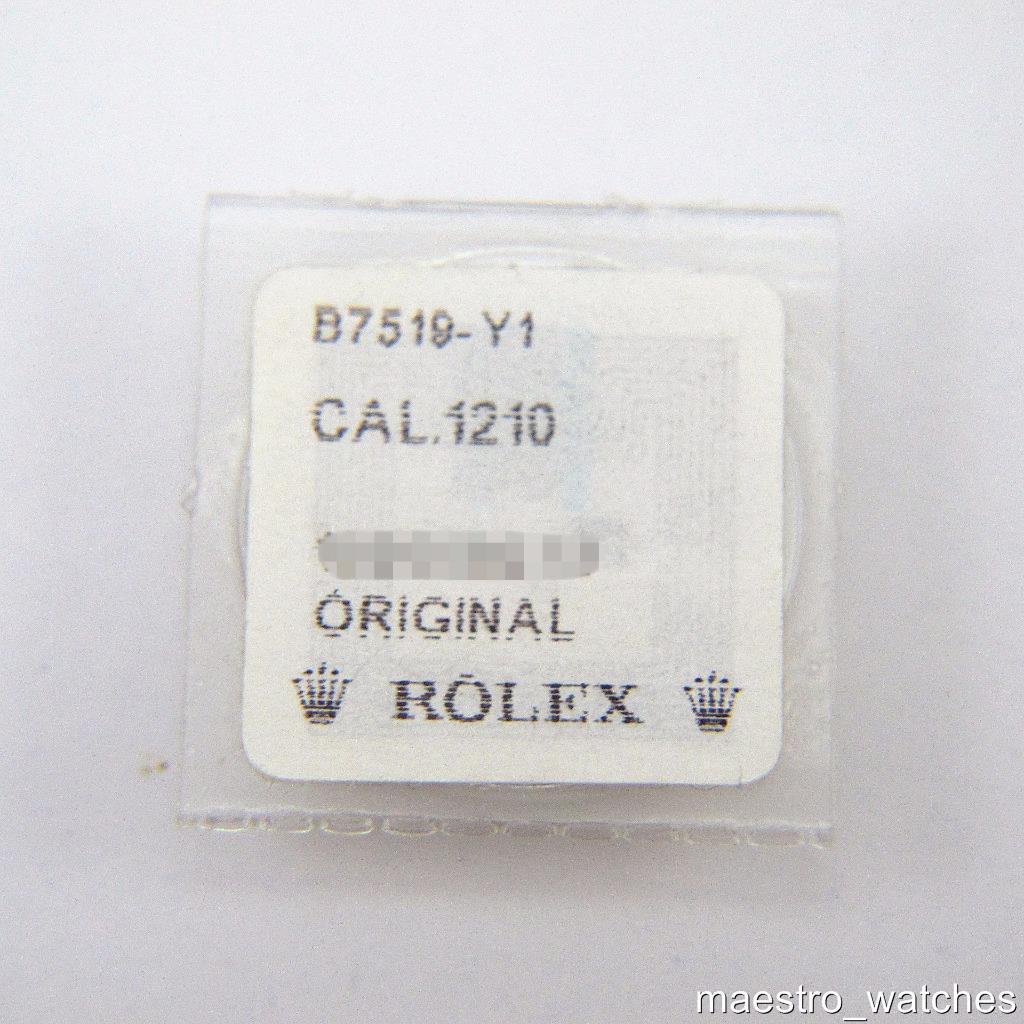 B7519-Y1
CAL.1210
ORIGINAL
ROLEX
maestro_watches